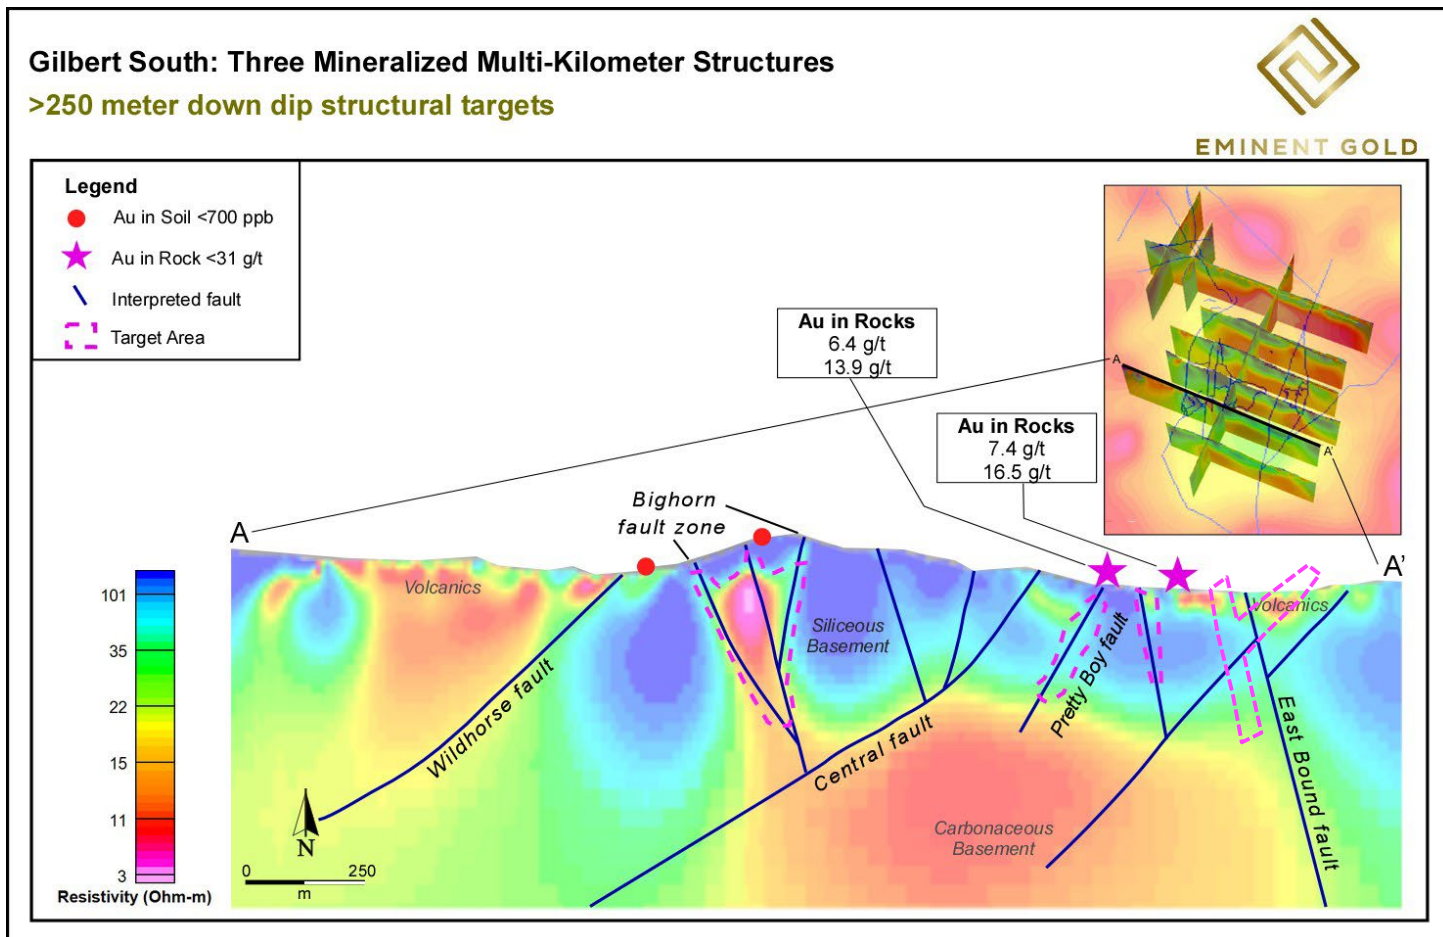 Gilbert South: Three Mineralized Multi-Kilometer Structures
>250 meter down dip structural targets
EMINENT GOLD
Legend
Au in Soil <700 ppb
Au in Rock <31 g/t
Interpreted fault
Target Area
Au in Rocks
6.4 g/t
13.9 g/t
Au in Rocks
7.4 g/t
16.5 g/t
A
A'
Bighorn
fault zone
A
A'
Volcanics
Volcanics
Siliceous
Basement
Wildhorse fault
Central fault
Pretty Boy fault
East Bound fault
Carbonaceous
Basement
101
35
22
15
11
3
Resistivity (Ohm-m)
N
0
250
m